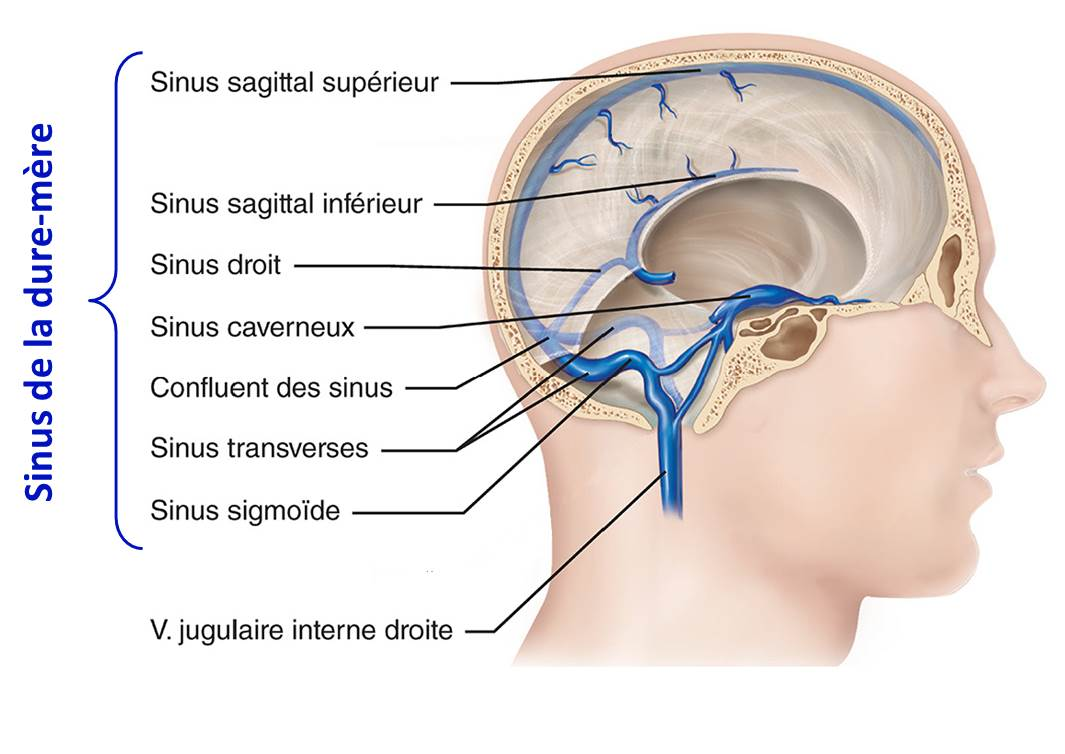 Sinus de la dure-mère
Sinus sagittal supérieur
Sinus sagittal inférieur
Sinus droit
Sinus caverneux
Confluent des sinus
Sinus transverses
Sinus sigmoïde
V. jugulaire interne droite